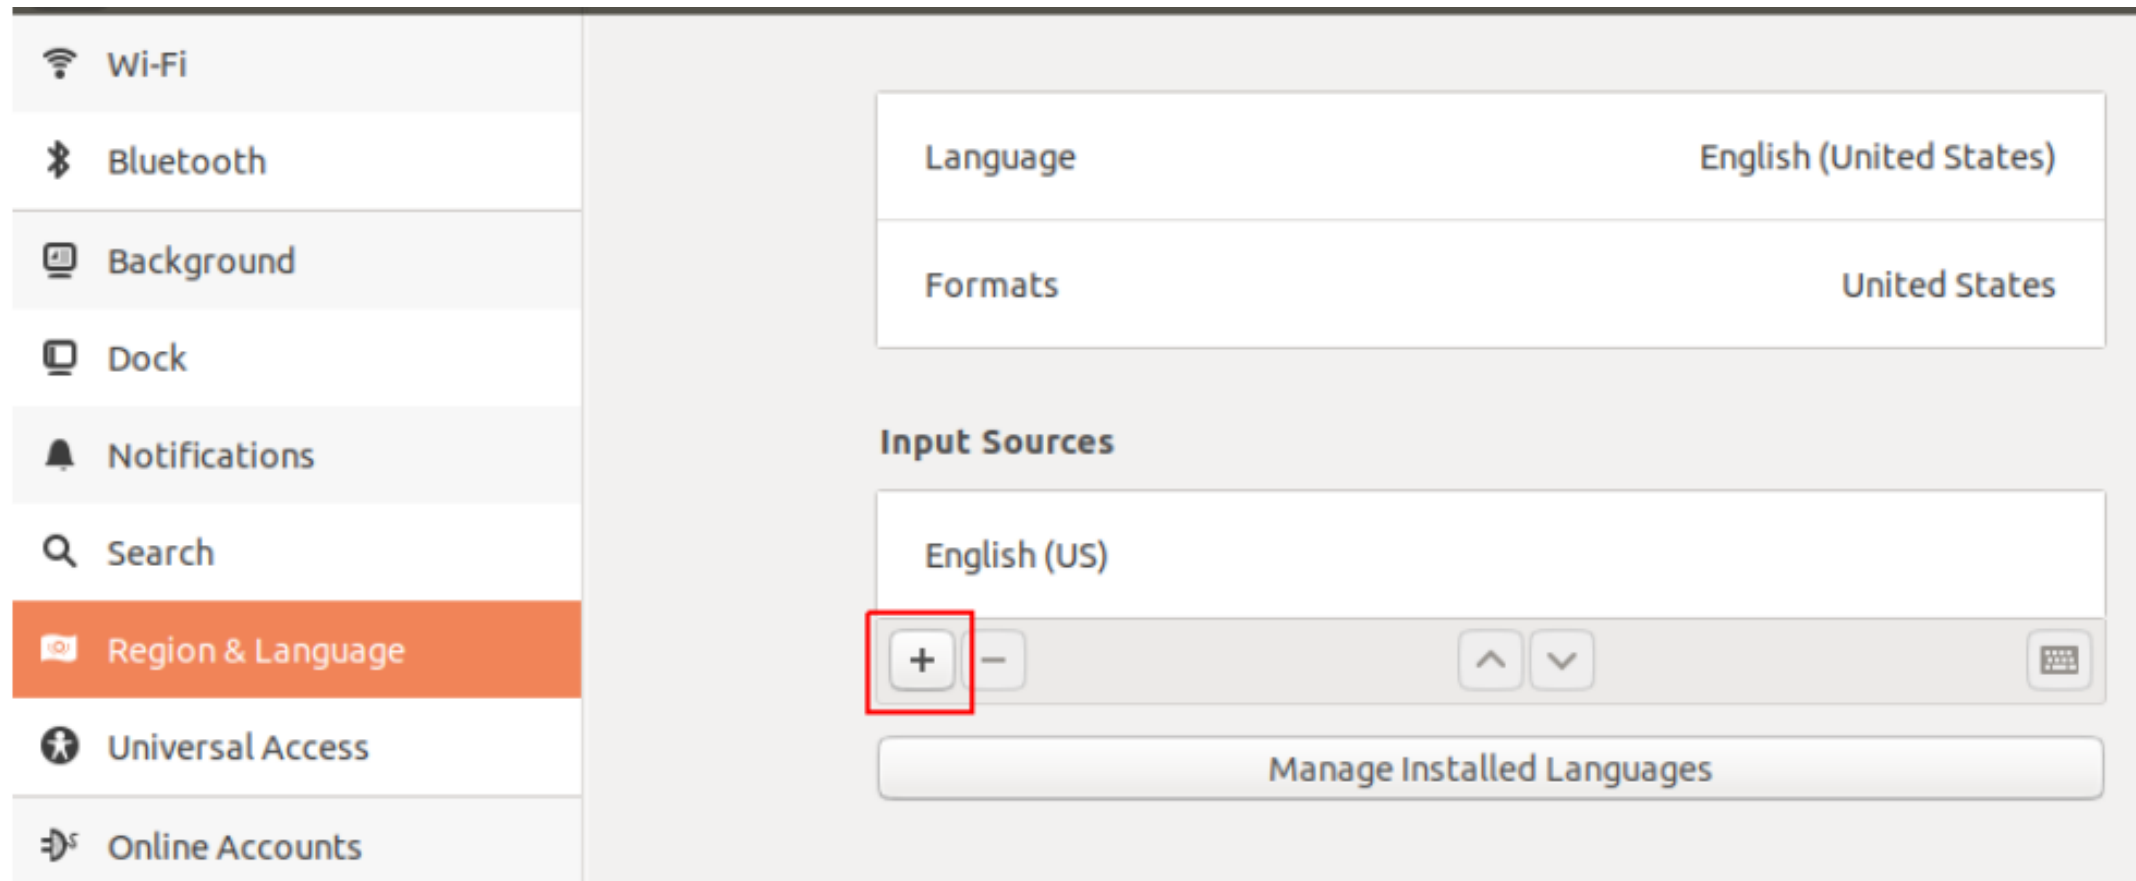 Wi-Fi
Bluetooth
Background
Dock
Notifications
Search
Region & Language
Universal Access
Online Accounts
Language English (United States)
Formats United States
Input Sources
English (US)
Manage Installed Languages